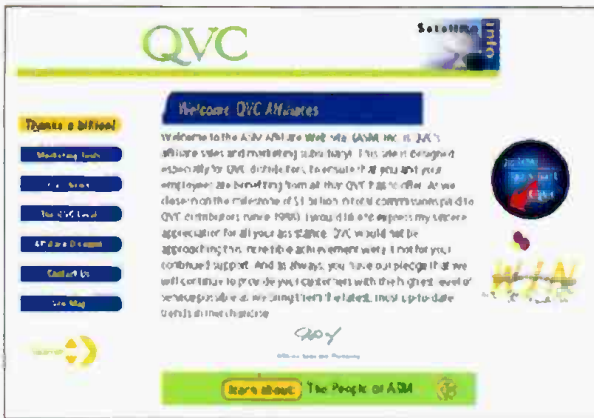 QVC
Satellite
Info
Thanks a billion!
Marketing Tools
The QVC Local
Affiliate Discount
Contact Us
Site Map
Welcome QVC Affiliates
Welcome to the ASM Affiliate Web site (ASM, Inc. is QVC's
affiliate sales and marketing subsidiary). This site is designed
especially for QVC distributors, to ensure that you and your
employees are benefiting from all that QVC has to offer. As we
close in on the milestone of $1 billion in total commissions paid to
QVC distributors (since 1986), I would like to express my sincere
appreciation for all your assistance. QVC would not be
approaching this incredible achievement were it not for your
continued support. And as always, you have our pledge that we
will continue to provide your customers with the highest level of
service possible as we bring them the latest, most up-to-date
trends in merchandise
WIN
learn about: The People of ASM